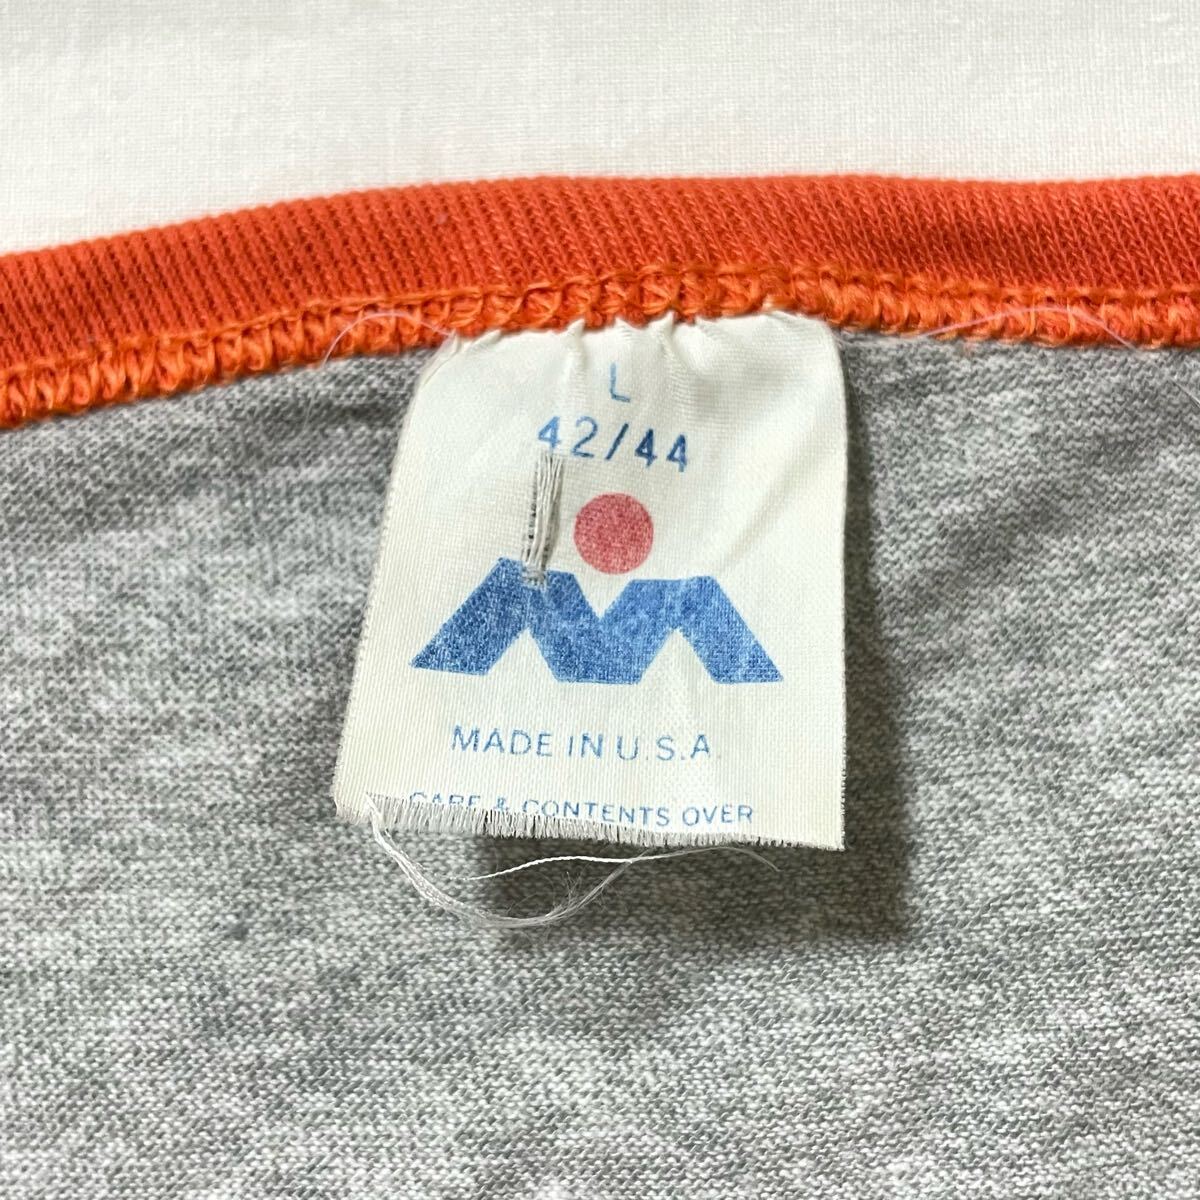 L
42/44
MADE IN U.S.A.
CARE & CONTENTS OVER